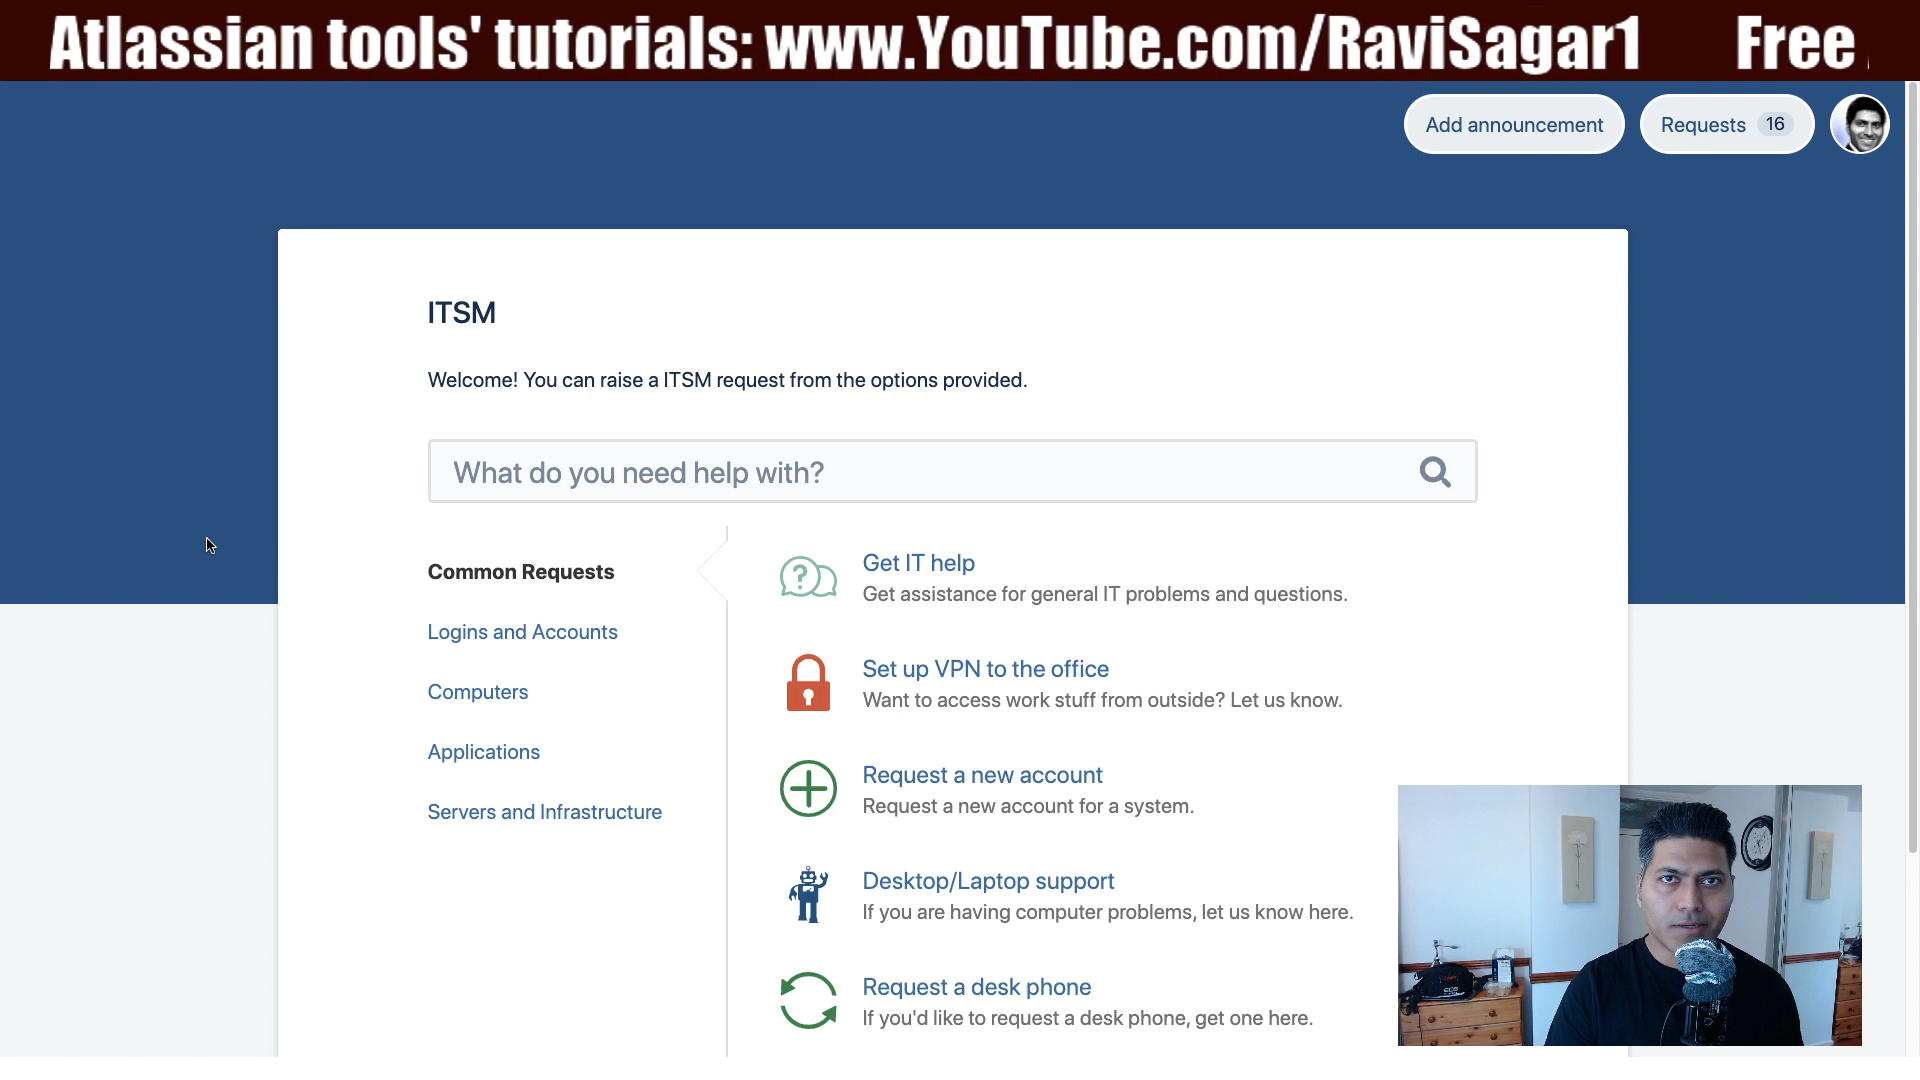 Atlassian tools' tutorials: www.YouTube.com/RaviSagar1 Free
Add announcement
Requests 16
ITSM
Welcome! You can raise a ITSM request from the options provided.
What do you need help with?
Common Requests
Logins and Accounts
Computers
Applications
Servers and Infrastructure
Get IT help
Get assistance for general IT problems and questions.
Set up VPN to the office
Want to access work stuff from outside? Let us know.
Request a new account
Request a new account for a system.
Desktop/Laptop support
If you are having computer problems, let us know here.
Request a desk phone
If you'd like to request a desk phone, get one here.